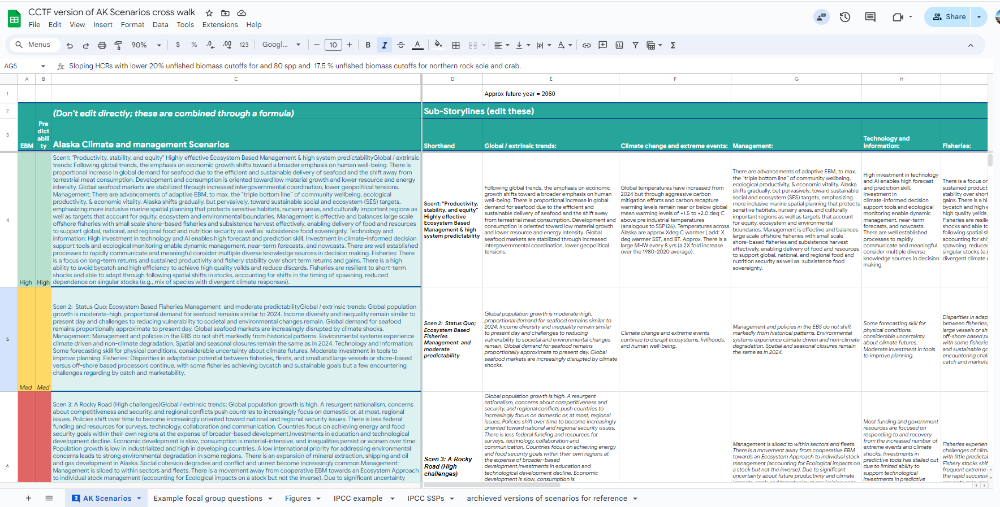 CCTF version of AK Scenarios cross walk
File Edit View Insert Format Data Tools Extensions Help
Share
Menus
90%
$ % .0 .00 123 Googl... 10 B I A
AG5
fx Sloping HCRs with lower 20% unfished biomass cutoffs for and 80 spp and 17.5 % unfished biomass cutoffs for northern rock sole and crab.
A B C D E F G H
1
Approx future year = 2060
2
(Don't edit directly; these are combined through a formula)
Sub-Storylines (edit these)
3
EBM
Pre
dict
abili
ty
Alaska Climate and management Scenarios
Shorthand
Global / extrinsic trends:
Climate change and extreme events:
Management:
Technology and
Information:
Fisheries:
4
High
High
Scen1: "Productivity, stability, and equity" Highly effective Ecosystem Based Management & high system predictabilityGlobal / extrinsic
trends: Following global trends, the emphasis on economic growth shifts toward a broader emphasis on human well-being. There is
proportional increase in global demand for seafood due to the efficient and sustainable delivery of seafood and the shift away from
terrestrial meat consumption. Development and consumption is oriented toward low material growth and lower resource and energy
intensity. Global seafood markets are stabilized through increased intergovernmental coordination, lower geopolitical tensions.
Management: There are advancements of adaptive EBM, to max. the “triple bottom line” of community wellbeing, ecological
productivity, & economic vitality. Alaska shifts gradually, but pervasively, toward sustainable social and ecosystem (SES) targets,
emphasizing more inclusive marine spatial planning that protects sensitive habitats, nursery areas, and culturally important regions as
well as targets that account for equity, ecosystem and environmental boundaries. Management is effective and balances large scale
offshore fisheries with small scale shore-based fisheries and subsistence harvest effectively, enabling delivery of food and resources
to support global, national, and regional food and nutrition security as well as subsistence food sovereignty. Technology and
information: High investment in technology and AI enables high forecast and prediction skill. Investment in climate-informed decision
support tools and ecological monitoring enable dynamic management, near-term forecasts, and nowcasts. There are well established
processes to rapidly communicate and meaningful consider multiple diverse knowledge sources in decision making. Fisheries: There
is a focus on long-term returns and sustained productivity and fishery stability over short term returns and gains. There is a high
ability to avoid bycatch and high efficiency to achieve high quality yeilds and reduce discards. Fisheries are resilient to short-term
shocks and able to adapt through following spatial shifts in stocks, accounting for shifts in the timing of spawning, reduced
dependence on singular stocks (e.g., mix of species with divergent climate responses).
Scen1: "Productivity,
stability, and equity"
Highly effective
Ecosystem Based
Management & high
system predictability
Following global trends, the emphasis on economic
growth shifts toward a broader emphasis on human
well-being. There is proportional increase in global
demand for seafood due to the efficient and
sustainable delivery of seafood and the shift away
from terrestrial meat consumption. Development and
consumption is oriented toward low material growth
and lower resource and energy intensity. Global
seafood markets are stabilized through increased
intergovernmental coordination, lower geopolitical
tensions.
Global temperatures have increased from
2024 but through aggressive carbon
mitigation efforts and carbon recapture
warming levels remain near or below global
mean warming levels of +1.5 to +2.0 deg C
above pre industrial temperatures
(analogous to SSP126). Temperatures across
Alaska are approx Xdeg C warmer [ add: X
deg warmer SST, and BT. Approx. There is a
large MHW every 8 yrs (a 2X fold increase
over the 1980-2020 average).
There are advancements of adaptive EBM, to max.
the “triple bottom line” of community wellbeing,
ecological productivity, & economic vitality. Alaska
shifts gradually, but pervasively, toward sustainable
social and ecosystem (SES) targets, emphasizing
more inclusive marine spatial planning that protects
sensitive habitats, nursery areas, and culturally
important regions as well as targets that account for
equity, ecosystem and environmental
boundaries. Management is effective and balances
large scale offshore fisheries with small scale
shore-based fisheries and subsistence harvest
effectively, enabling delivery of food and resources
to support global, national, and regional food and
nutrition security as well as subsistence food
sovereignty.
High investment in technology
and AI enables high forecast
and prediction skill.
Investment in
climate-informed decision
support tools and ecological
monitoring enable dynamic
management, near-term
forecasts, and nowcasts.
There are well established
processes to rapidly
communicate and meaningful
consider multiple diverse
knowledge sources in decision
making.
There is a focus or
sustained product
stability over short
gains. There is a hi
bycatch and high e
high quality yeilds
Fisheries are resilie
shocks and able to
following spatial sh
accounting for shif
spawning, reduced
singular stocks (e.
divergent climate
5
Med
Med
Scen 2: Status Quo; Ecosystem Based Fisheries Management and moderate predictabilityGlobal / extrinsic trends: Global population
growth is moderate-high, proportional demand for seafood remains similar to 2024. Income diversity and inequality remain similar to
present day and challenges to reducing vulnerability to societal and environmental changes remain. Global demand for seafood
remains proportionally approximate to present day. Global seafood markets are increasingly disrupted by climate shocks.
Management: Management and policies in the EBS do not shift markedly from historical patterns. Environmental systems experience
climate driven and non-climate degradation. Spatial and seasonal closures remain the same as in 2024. Technology and information:
Some forecasting skill for physical conditions, considerable uncertainty about climate futures. Moderate investment in tools to
improve planning. Fisheries: Disparities in adaptation potential between fisheries, fleets, and small and large vessels or shore-based
versus off-shore based processors continue, with some fisheries achieving bycatch and sustainable goals but a few encountering
challenges regarding by catch and marketability.
Scen 2: Status Quo;
Ecosystem Based
Fisheries
Management and
moderate
predictability
Global population growth is moderate-high,
proportional demand for seafood remains similar to
2024. Income diversity and inequality remain similar
to present day and challenges to reducing
vulnerability to societal and environmental changes
remain. Global demand for seafood remains
proportionally approximate to present day. Global
seafood markets are increasingly disrupted by climate
shocks.
Climate change and extreme events
continue to disrupt ecosystems, livlihoods,
and human well-being.
Management and policies in the EBS do not shift
markedly from historical patterns. Environmental
systems experience climate driven and non-climate
degradation. Spatial and seasonal closures remain
the same as in 2024.
Some forecasting skill for
physical conditions,
considerable uncertainty
about climate futures.
Moderate investment in tools
to improve planning.
Disparities in adap
between fisheries,
large vessels or sh
off-shore based p
with some fisherie
and sustainable go
encountering chal
catch and marketa
6
Scen 3: A Rocky Road (High challenges)Global / extrinsic trends: Global population growth is high. A resurgent nationalism, concerns
about competitiveness and security, and regional conflicts push countries to increasingly focus on domestic or, at most, regional
issues. Policies shift over time to become increasingly oriented toward national and regional security issues. There is less federal
funding and resources for surveys, technology, collaboration and communication. Countries focus on achieving energy and food
security goals within their own regions at the expense of broader-based development.Investments in education and technological
development decline. Economic development is slow, consumption is material-intensive, and inequalities persist or worsen over time.
Population growth is low in industrialized and high in developing countries. A low international priority for addressing environmental
concerns leads to strong environmental degradation in some regions. There is an expansion of mineral extraction, shipping and oil
and gas development in Alaska. Social cohesion degrades and conflict and unrest become increasingly common.Management:
Management is siloed to within sectors and fleets. There is a movement away from cooperative EBM towards an Ecosystem Approach
to individual stock management (accounting for Ecological impacts on a stock but not the inverse). Due to significant uncertainty
Scen 3: A Rocky
Road (High
challenges)
Global population growth is high. A resurgent
nationalism, concerns about competitiveness and
security, and regional conflicts push countries to
increasingly focus on domestic or, at most, regional
issues. Policies shift over time to become increasingly
oriented toward national and regional security issues.
There is less federal funding and resources for
surveys, technology, collaboration and
communication. Countries focus on achieving energy
and food security goals within their own regions at
the expense of broader-based
development.Investments in education and
technological development decline. Economic
development is slow, consumption is
Management is siloed to within sectors and fleets.
There is a movement away from cooperative EBM
towards an Ecosystem Approach to individual stock
management (accounting for Ecological impacts on
a stock but not the inverse). Due to significant
uncertainty about future productivity and climate
Most funding and government
resources are focused on
responding to and recovery
from the increased number of
extreme events and climate
shocks. Investments in
predictive tools has stalled out
due to limited ability to
support technological
investments in predictive
Fisheries experien
challenges of clim
with little predictal
Fishery stocks shif
frequent extreme
the rapid successi
3 AK Scenarios
Example focal group questions
Figures
IPCC example
IPCC SSPs
archieved versions of scenarios for reference